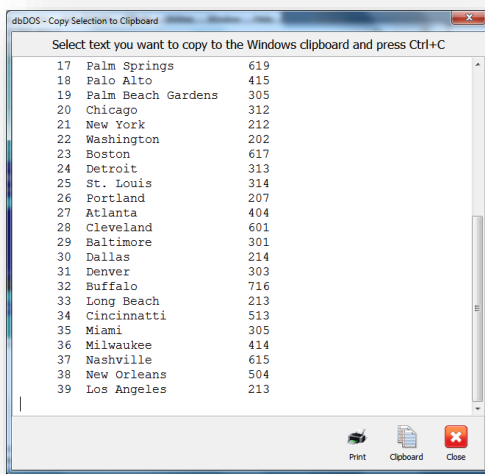 dbDOS - Copy Selection to Clipboard
Select text you want to copy to the Windows clipboard and press Ctrl+C
17 Palm Springs 619
18 Palo Alto 415
19 Palm Beach Gardens 305
20 Chicago 312
21 New York 212
22 Washington 202
23 Boston 617
24 Detroit 313
25 St. Louis 314
26 Portland 207
27 Atlanta 404
28 Cleveland 601
29 Baltimore 301
30 Dallas 214
31 Denver 303
32 Buffalo 716
33 Long Beach 213
34 Cincinnatti 513
35 Miami 305
36 Milwaukee 414
37 Nashville 615
38 New Orleans 504
39 Los Angeles 213
Print Clipboard Close